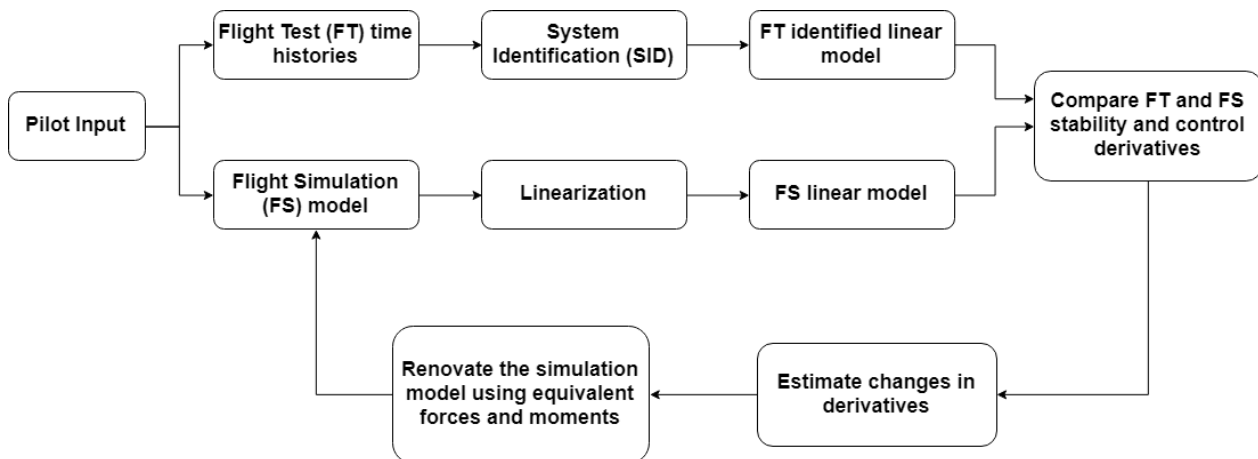 Pilot Input
Flight Test (FT) time
histories
System
Identification (SID)
FT identified linear
model
Flight Simulation
(FS) model
Linearization
FS linear model
Compare FT and FS
stability and control
derivatives
Estimate changes in
derivatives
Renovate the simulation
model using equivalent
forces and moments